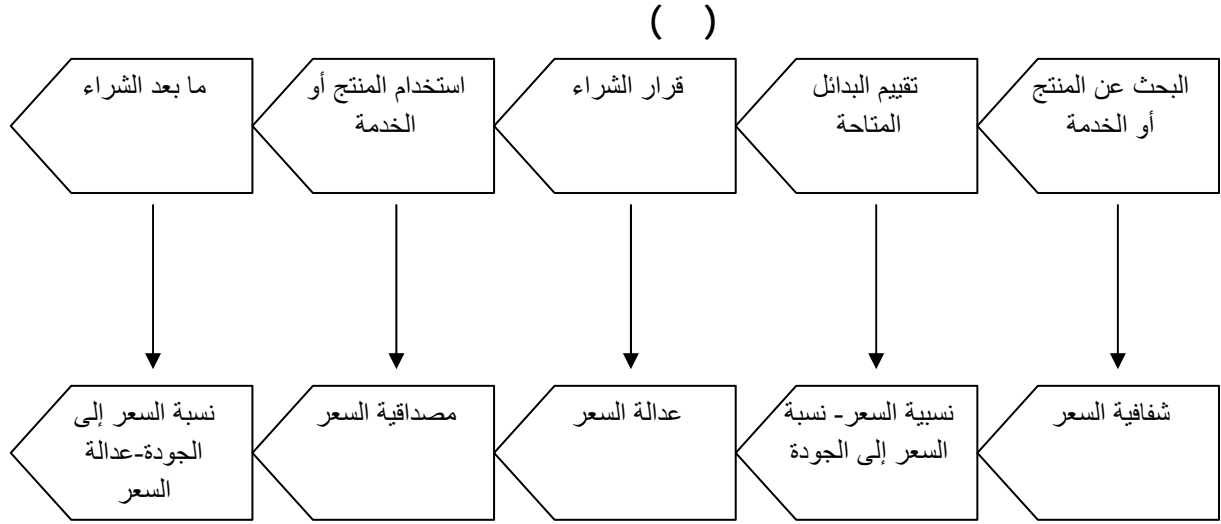 ( )
البحث عن المنتج
أو الخدمة
تقييم البدائل
المتاحة
قرار الشراء
استخدام المنتج أو
الخدمة
ما بعد الشراء
شفافية السعر
نسبية السعر- نسبة
السعر إلى الجودة
عدالة السعر
مصداقية السعر
نسبة السعر إلى
الجودة-عدالة
السعر